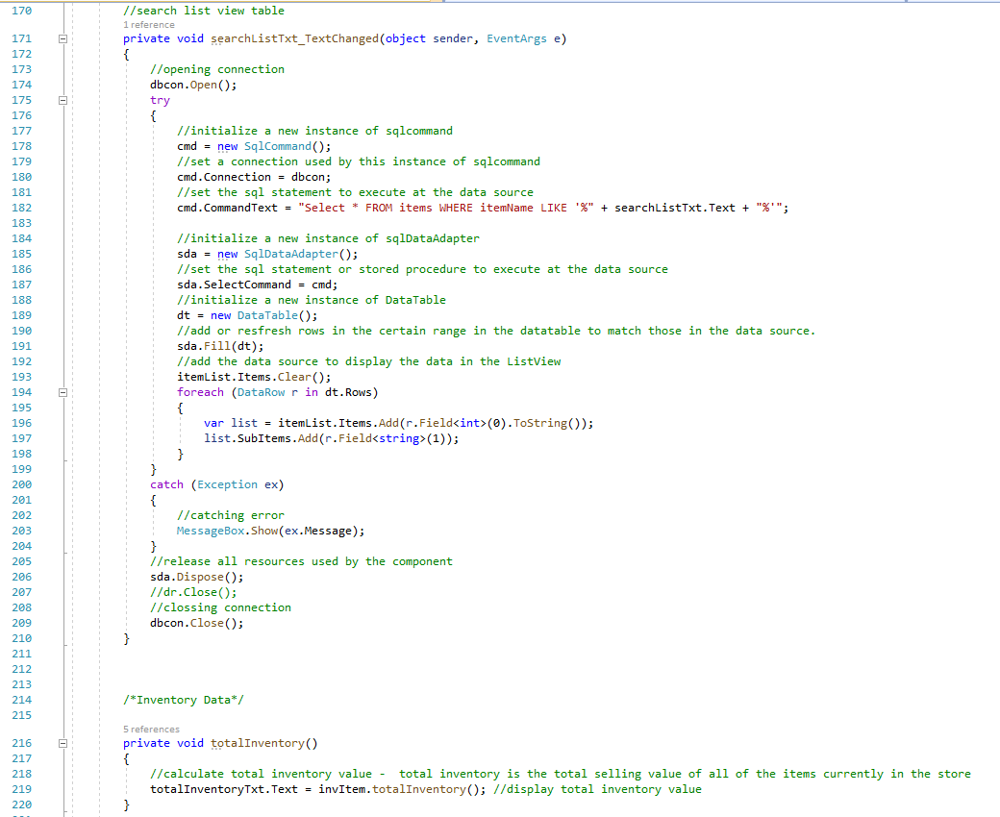 170 //search list view table
1 reference
171 private void searchListTxt_TextChanged(object sender, EventArgs e)
172 {
173 //opening connection
174 dbcon.Open();
175 try
176 {
177 //initialize a new instance of sqlcommand
178 cmd = new SqlCommand();
179 //set a connection used by this instance of sqlcommand
180 cmd.Connection = dbcon;
181 //set the sql statement to execute at the data source
182 cmd.CommandText = "Select * FROM items WHERE itemName LIKE '%" + searchListTxt.Text + "%'";
183
184 //initialize a new instance of sqlDataAdapter
185 sda = new SqlDataAdapter();
186 //set the sql statement or stored procedure to execute at the data source
187 sda.SelectCommand = cmd;
188 //initialize a new instance of DataTable
189 dt = new DataTable();
190 //add or resfresh rows in the certain range in the datatable to match those in the data source.
191 sda.Fill(dt);
192 //add the data source to display the data in the ListView
193 itemList.Items.Clear();
194 foreach (DataRow r in dt.Rows)
195 {
196 var list = itemList.Items.Add(r.Field<int>(0).ToString());
197 list.SubItems.Add(r.Field<string>(1));
198 }
199 }
200 catch (Exception ex)
201 {
202 //catching error
203 MessageBox.Show(ex.Message);
204 }
205 //release all resources used by the component
206 sda.Dispose();
207 //dr.Close();
208 //clossing connection
209 dbcon.Close();
210 }
211
212
213
214 /*Inventory Data*/
215
5 references
216 private void totalInventory()
217 {
218 //calculate total inventory value -  total inventory is the total selling value of all of the items currently in the store
219 totalInventoryTxt.Text = invItem.totalInventory(); //display total inventory value
220 }